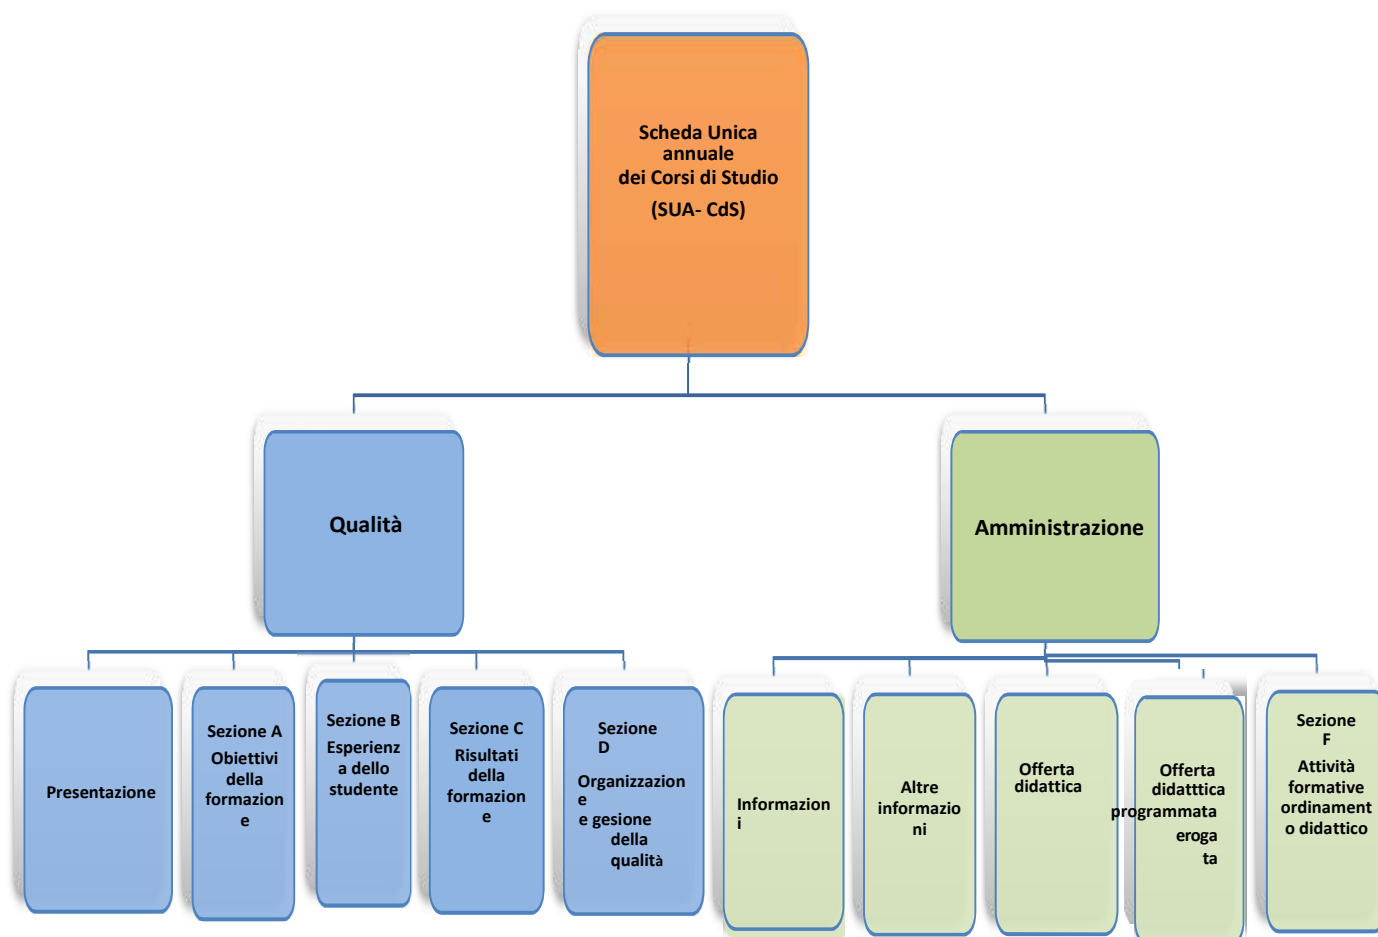 Scheda Unica
annuale
dei Corsi di Studio
(SUA- CdS)
Qualità
Amministrazione
Presentazione
Sezione A
Obiettivi
della
formazion
e
Sezione B
Esperienz
a dello
studente
Sezione C
Risultati
della
formazion
e
Sezione
D
Organizzazion
e
e gesione
della
qualità
Informazion
i
Altre
informazio
ni
Offerta
didattica
Offerta
didatttica
programmata
eroga
ta
Sezione
F
Attività
formative
ordinament
o didattico